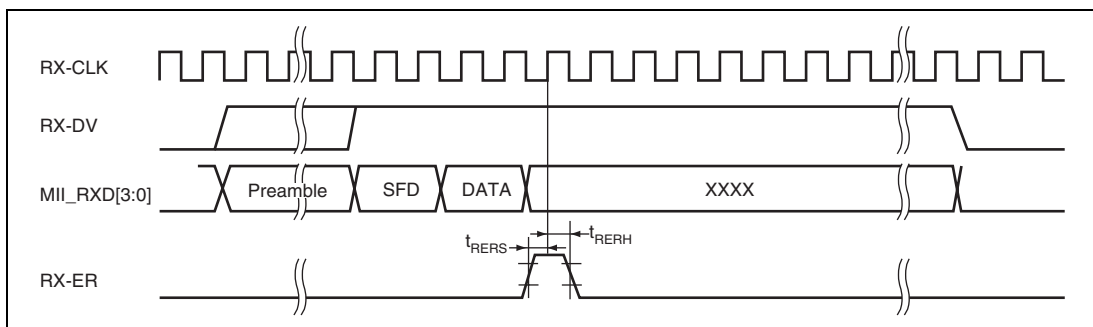 RX-CLK
RX-DV
MII_RXD[3:0]
Preamble
SFD
DATA
XXXX
tRERS
tRERH
RX-ER